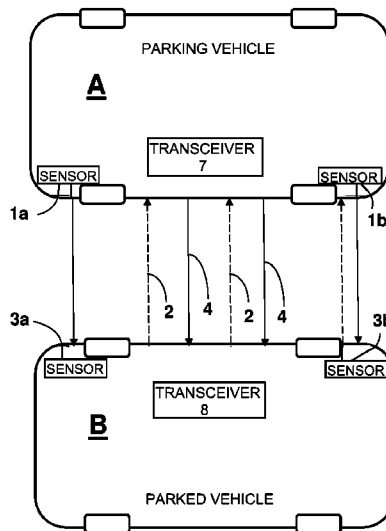 PARKING VEHICLE
A
TRANSCEIVER
7
SENSOR
SENSOR
1a
1b
2
4
2
4
3a
3b
SENSOR
SENSOR
TRANSCEIVER
8
B
PARKED VEHICLE